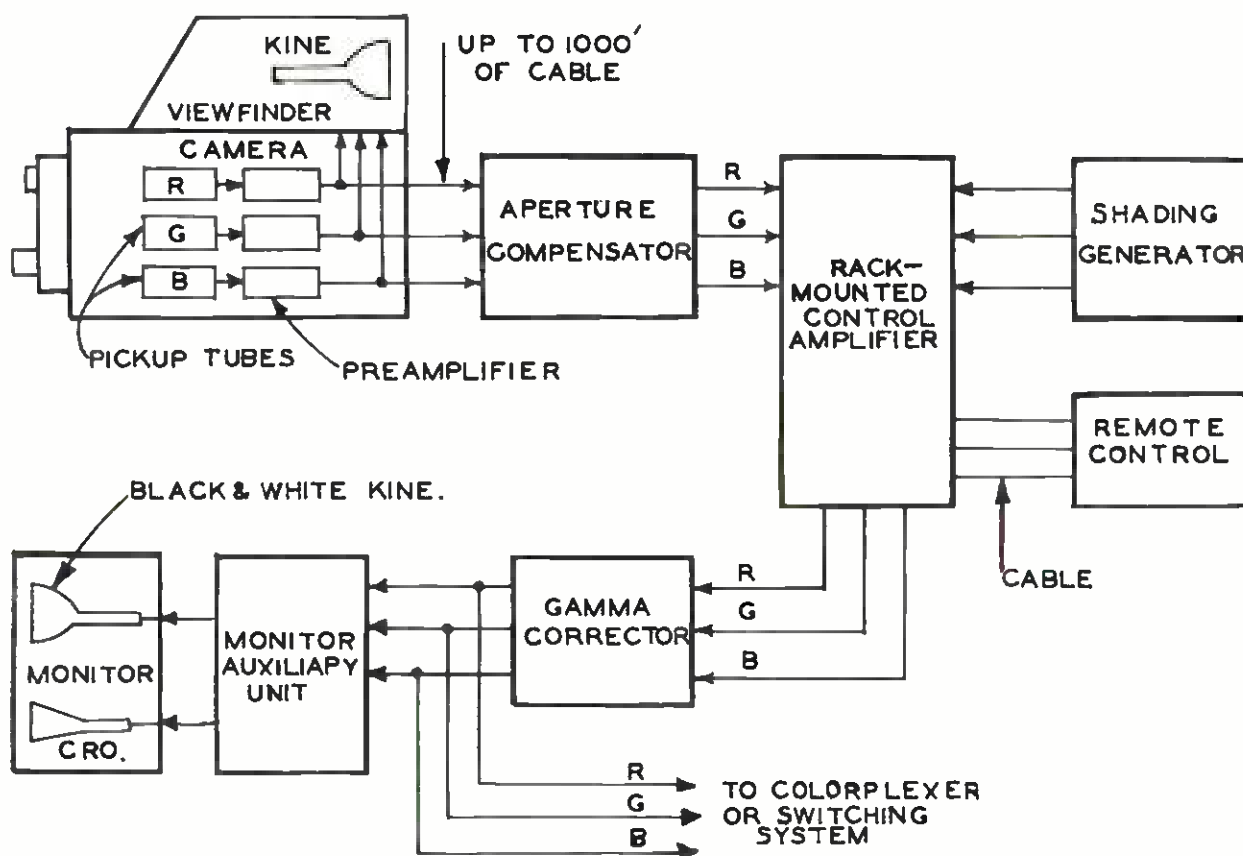 KINE
VIEWFINDER
UP TO 1000'
OF CABLE
CAMERA
R
G
B
PICKUP TUBES
PREAMPLIFIER
APERTURE
COMPENSATOR
R
G
B
RACK-
MOUNTED
CONTROL
AMPLIFIER
SHADING
GENERATOR
REMOTE
CONTROL
CABLE
BLACK & WHITE KINE.
MONITOR
CRO.
MONITOR
AUXILIAPY
UNIT
GAMMA
CORRECTOR
R
G
B
R
G
B
TO COLORPLEXER
OR SWITCHING
SYSTEM